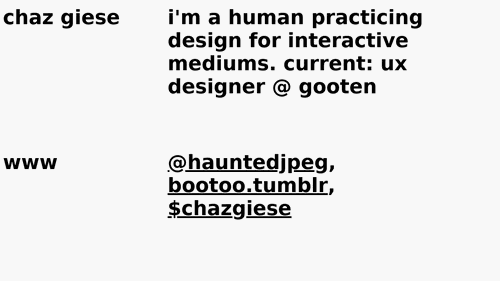 chaz giese
i'm a human practicing
design for interactive
mediums. current: ux
designer @ gooten
www
@hauntedjpeg,
bootoo.tumblr,
$chazgiese